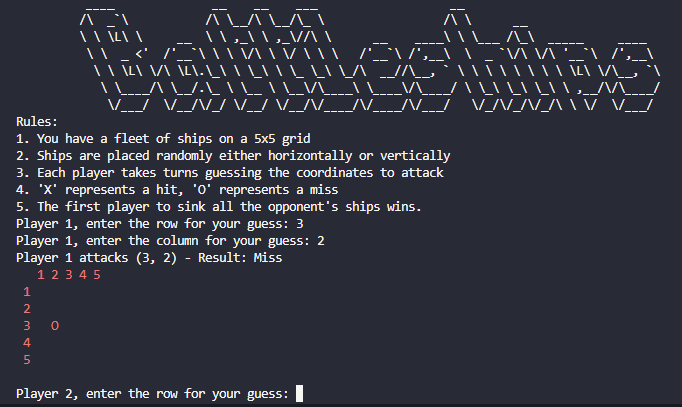 Battleships
Rules:
1. You have a fleet of ships on a 5x5 grid
2. Ships are placed randomly either horizontally or vertically
3. Each player takes turns guessing the coordinates to attack
4. 'X' represents a hit, 'O' represents a miss
5. The first player to sink all the opponent's ships wins.
Player 1, enter the row for your guess: 3
Player 1, enter the column for your guess: 2
Player 1 attacks (3, 2) - Result: Miss
1 2 3 4 5
1
2
3 O
4
5
Player 2, enter the row for your guess: